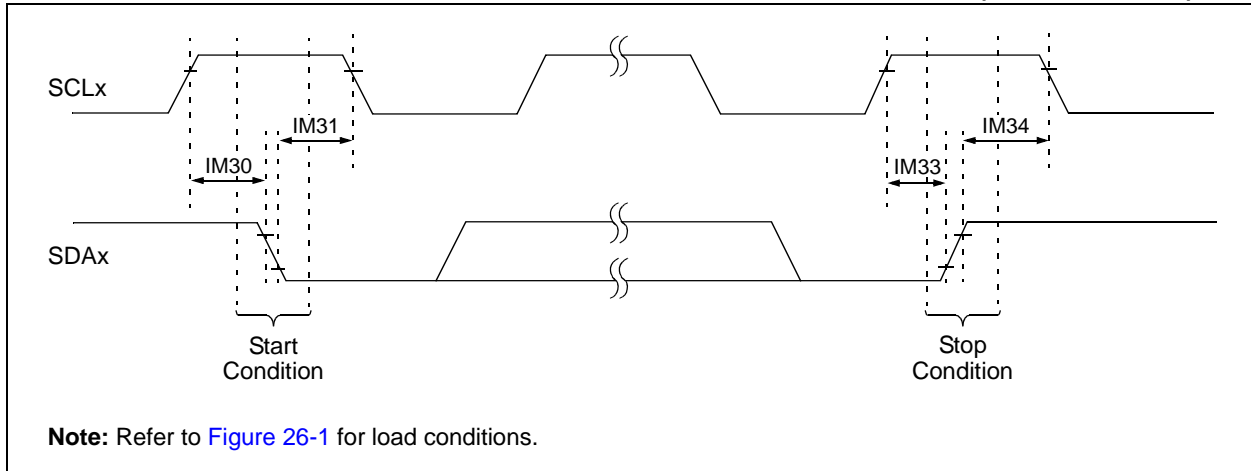 SCLx
IM31
IM34
IM30
IM33
SDAx
Start
Condition
Stop
Condition
Note: Refer to Figure 26-1 for load conditions.